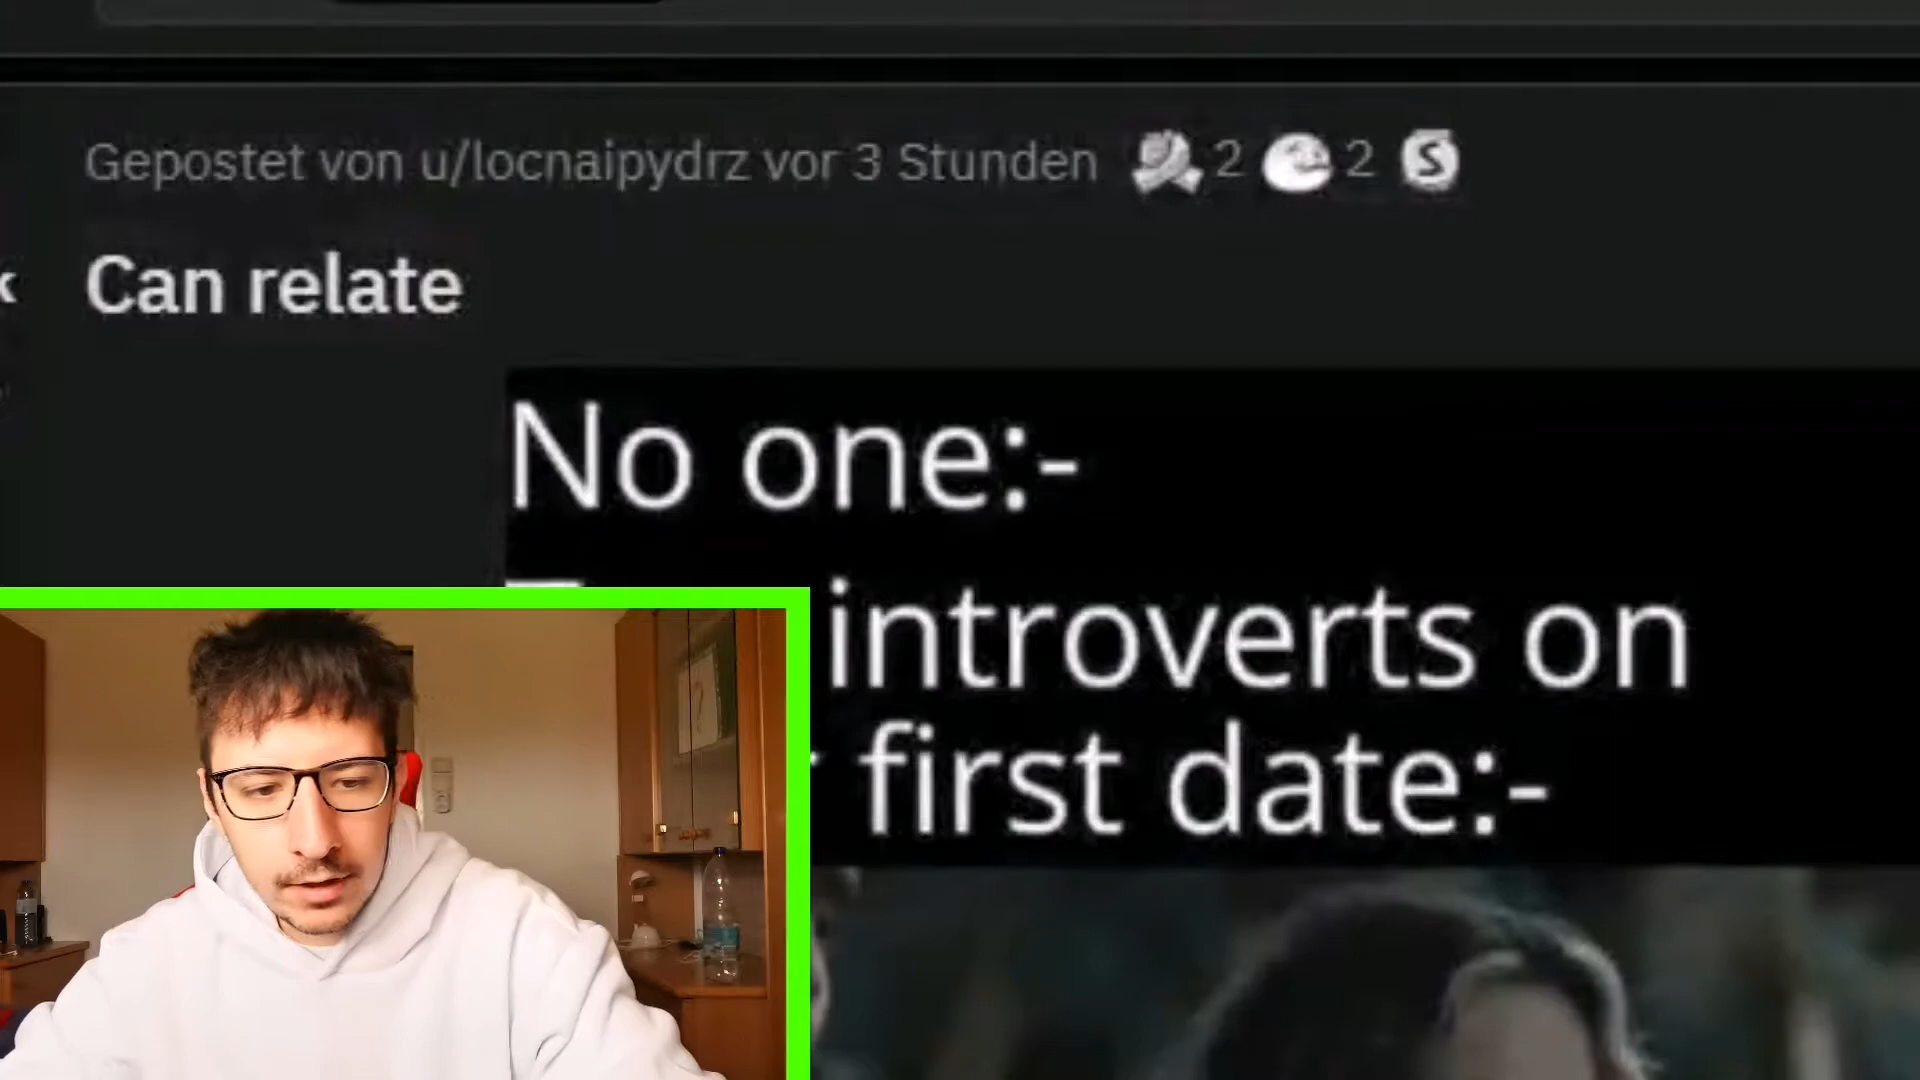 Gepostet von u/locnaipydrz vor 3 Stunden 2 2 S
Can relate
No one:-
introverts on
first date:-